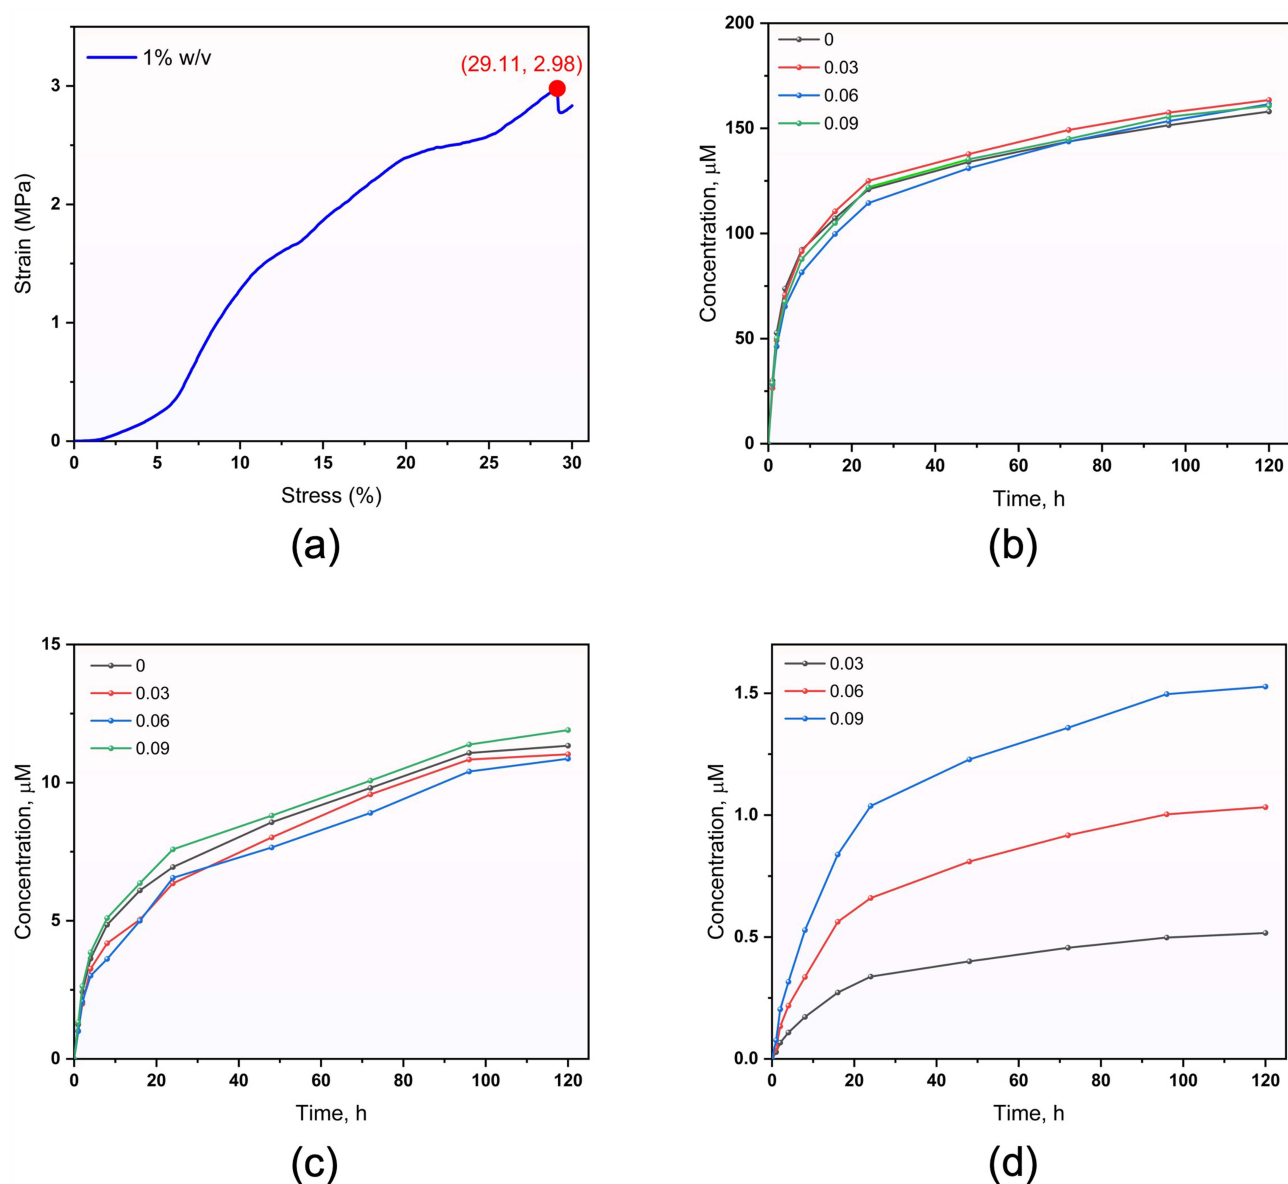 1% w/v
(29.11, 2.98)
3
2
1
0
Strain (MPa)
0 5 10 15 20 25 30
Stress (%)
(a)
0
0.03
0.06
0.09
200
150
100
50
0
Concentration, μM
0 20 40 60 80 100 120
Time, h
(b)
0
0.03
0.06
0.09
15
10
5
0
Concentration, μM
0 20 40 60 80 100 120
Time, h
(c)
0.03
0.06
0.09
1.5
1.0
0.5
0.0
Concentration, μM
0 20 40 60 80 100 120
Time, h
(d)